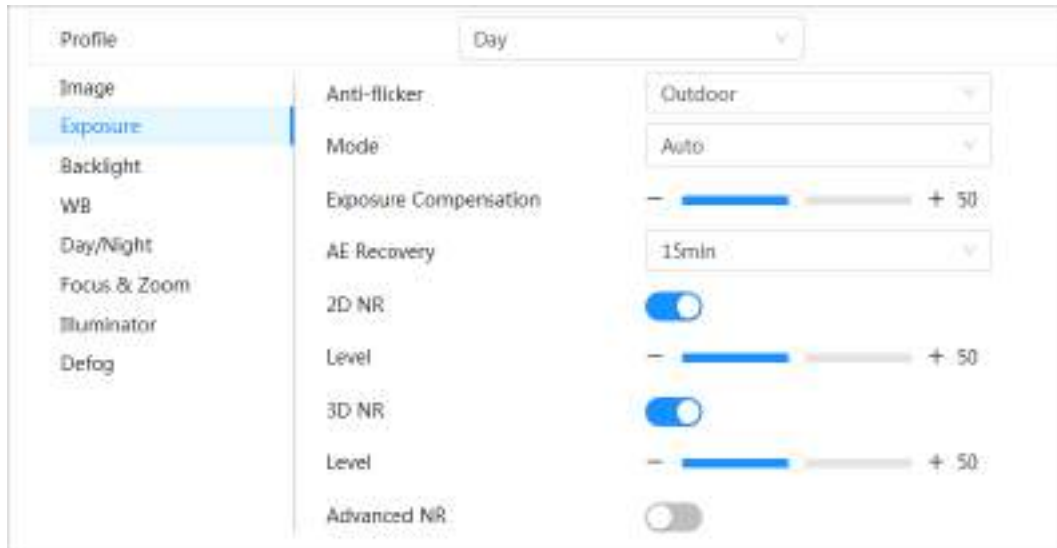 Profile Day
Image
Exposure
Backlight
WB
Day/Night
Focus & Zoom
Illuminator
Defog
Anti-flicker Outdoor
Mode Auto
Exposure Compensation − + 50
AE Recovery 15min
2D NR
Level − + 50
3D NR
Level − + 50
Advanced NR